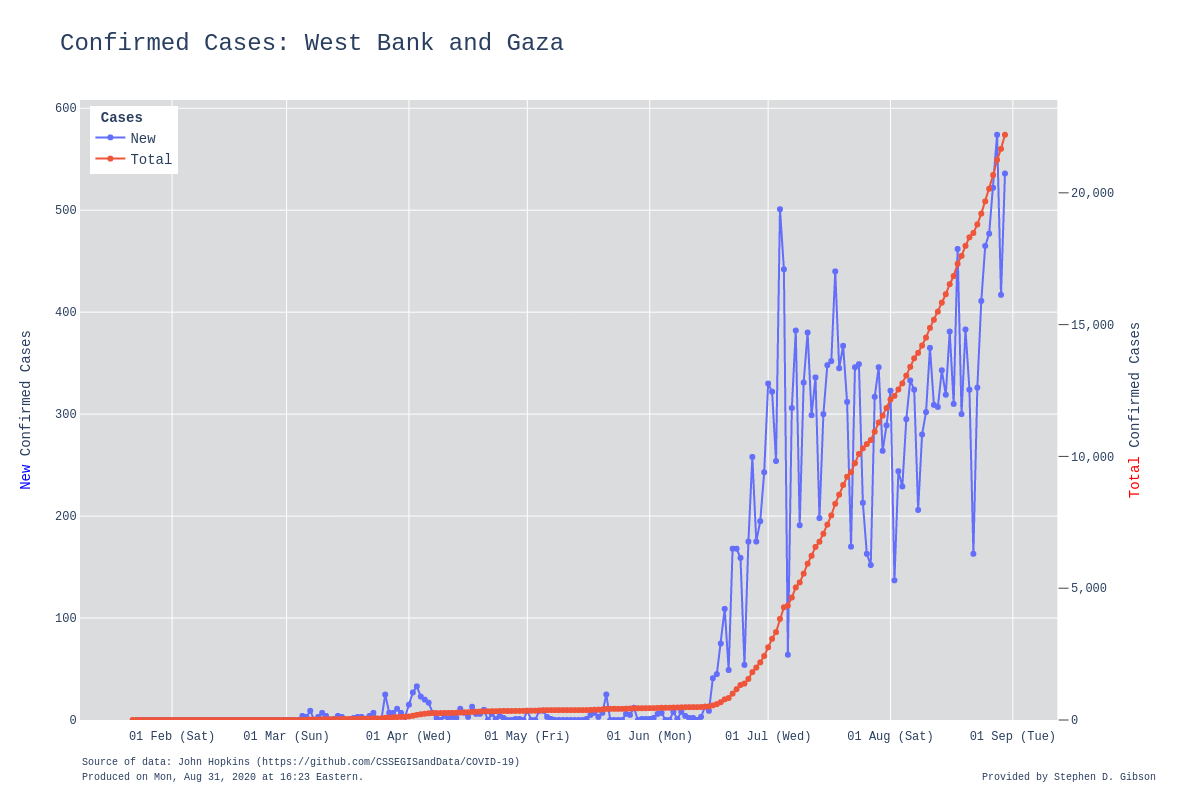 Confirmed Cases: West Bank and Gaza
Cases
New
Total
600
500
400
300
200
100
0
20,000
15,000
10,000
5,000
0
New Confirmed Cases
Total Confirmed Cases
01 Feb (Sat)
01 Mar (Sun)
01 Apr (Wed)
01 May (Fri)
01 Jun (Mon)
01 Jul (Wed)
01 Aug (Sat)
01 Sep (Tue)
Source of data: John Hopkins (https://github.com/CSSEGISandData/COVID-19)
Produced on Mon, Aug 31, 2020 at 16:23 Eastern.
Provided by Stephen D. Gibson